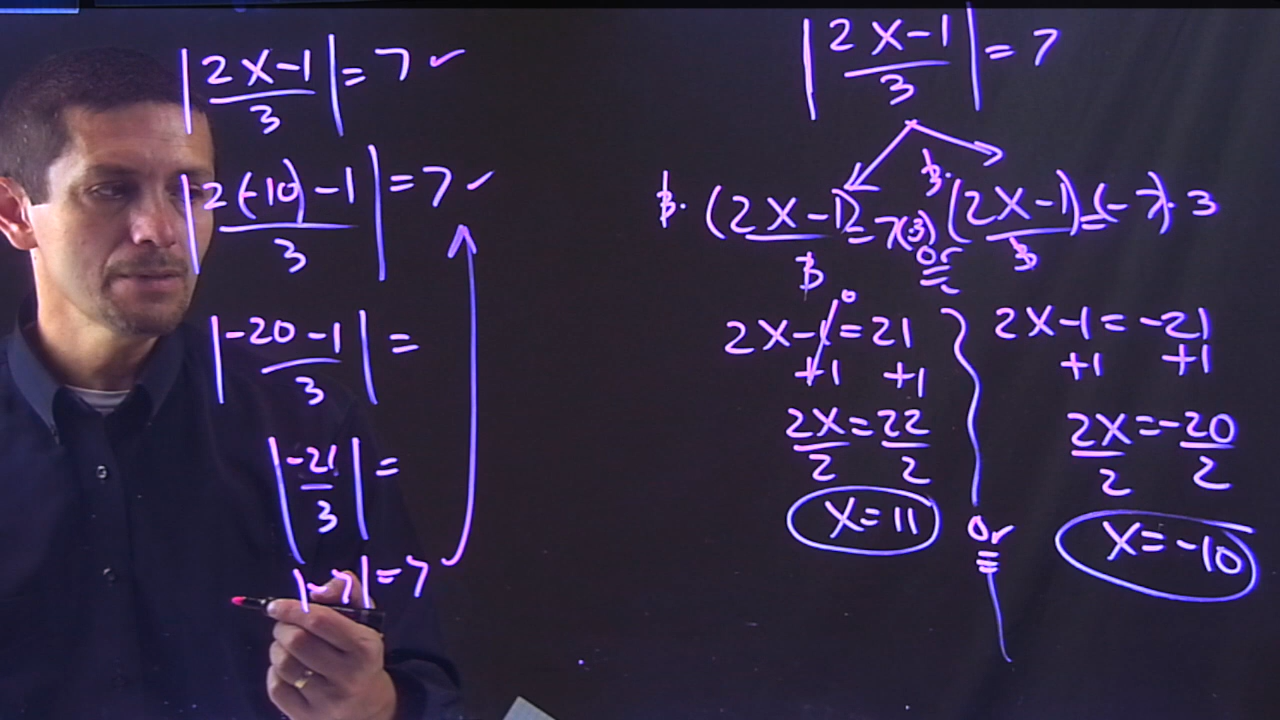 |2x-1/3| = 7 ✓
|2(-10)-1/3| = 7 ✓
|-20-1/3| =
|-21/3| =
|-7| = 7
|2x-1/3| = 7
3·(2x-1)/3 = 7(3) or 3·(2x-1)/3 = (-7)·3
2x-1 = 21
+1 +1
2x/2 = 22/2
x = 11
or
2x-1 = -21
+1 +1
2x/2 = -20/2
x = -10